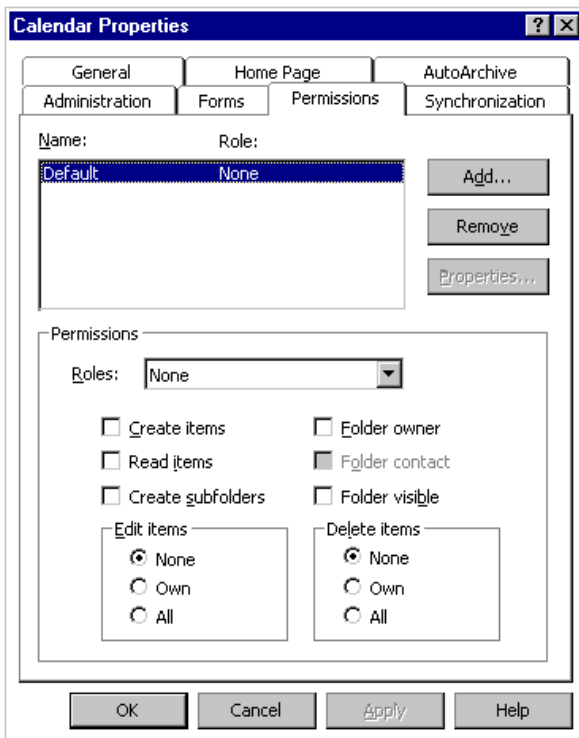 Calendar Properties
General Home Page AutoArchive
Administration Forms Permissions Synchronization
Name: Role:
Default None
Add...
Remove
Properties...
Permissions
Roles: None
Create items Folder owner
Read items Folder contact
Create subfolders Folder visible
Edit items Delete items
None None
Own Own
All All
OK Cancel Apply Help